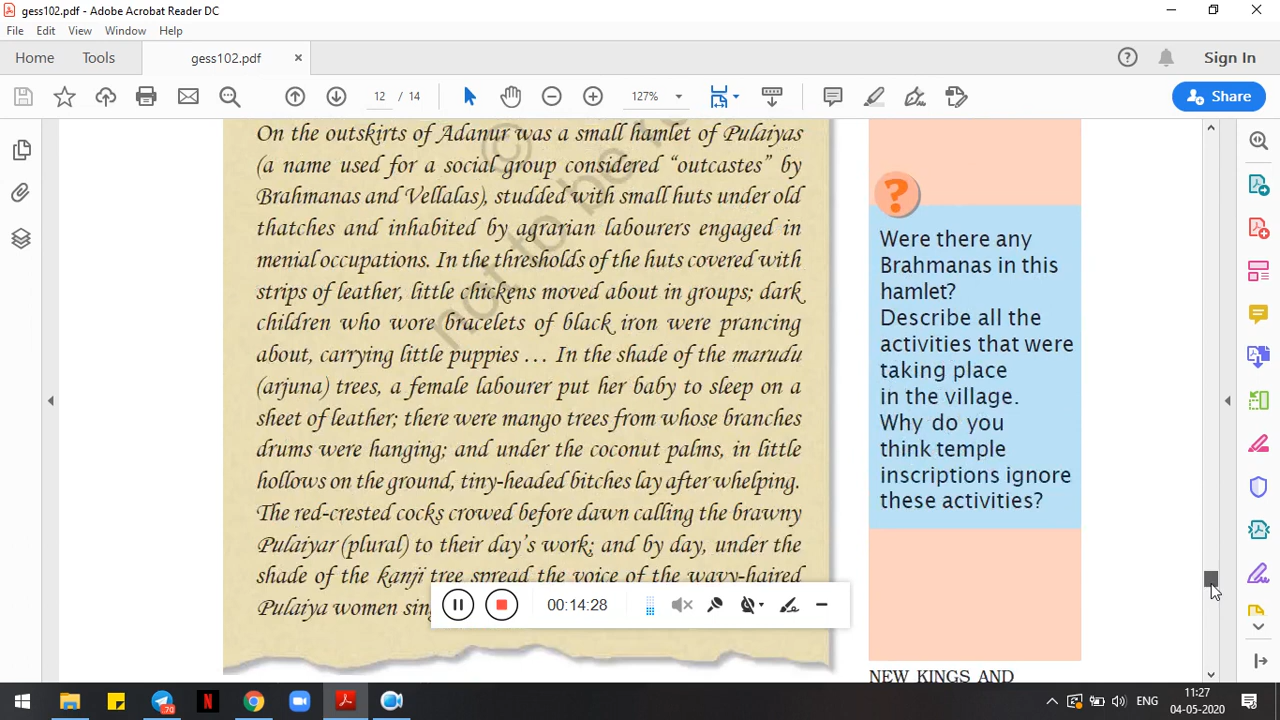 gess102.pdf - Adobe Acrobat Reader DC
File Edit View Window Help
Home Tools gess102.pdf × Sign In
12 / 14 127% Share
On the outskirts of Adanur was a small hamlet of Pulaiyas
(a name used for a social group considered “outcastes” by
Brahmanas and Vellalas), studded with small huts under old
thatches and inhabited by agrarian labourers engaged in
menial occupations. In the thresholds of the huts covered with
strips of leather, little chickens moved about in groups; dark
children who wore bracelets of black iron were prancing
about, carrying little puppies … In the shade of the marudu
(arjuna) trees, a female labourer put her baby to sleep on a
sheet of leather; there were mango trees from whose branches
drums were hanging; and under the coconut palms, in little
hollows on the ground, tiny-headed bitches lay after whelping.
The red-crested cocks crowed before dawn calling the brawny
Pulaiyar (plural) to their day’s work; and by day, under the
shade of the kanji tree spread the voice of the wavy-haired
Pulaiya women
© not to be
?
Were there any
Brahmanas in this
hamlet?
Describe all the
activities that were
taking place
in the village.
Why do you
think temple
inscriptions ignore
these activities?
NEW KINGS AND
00:14:28
70
N
ENG
11:27
04-05-2020